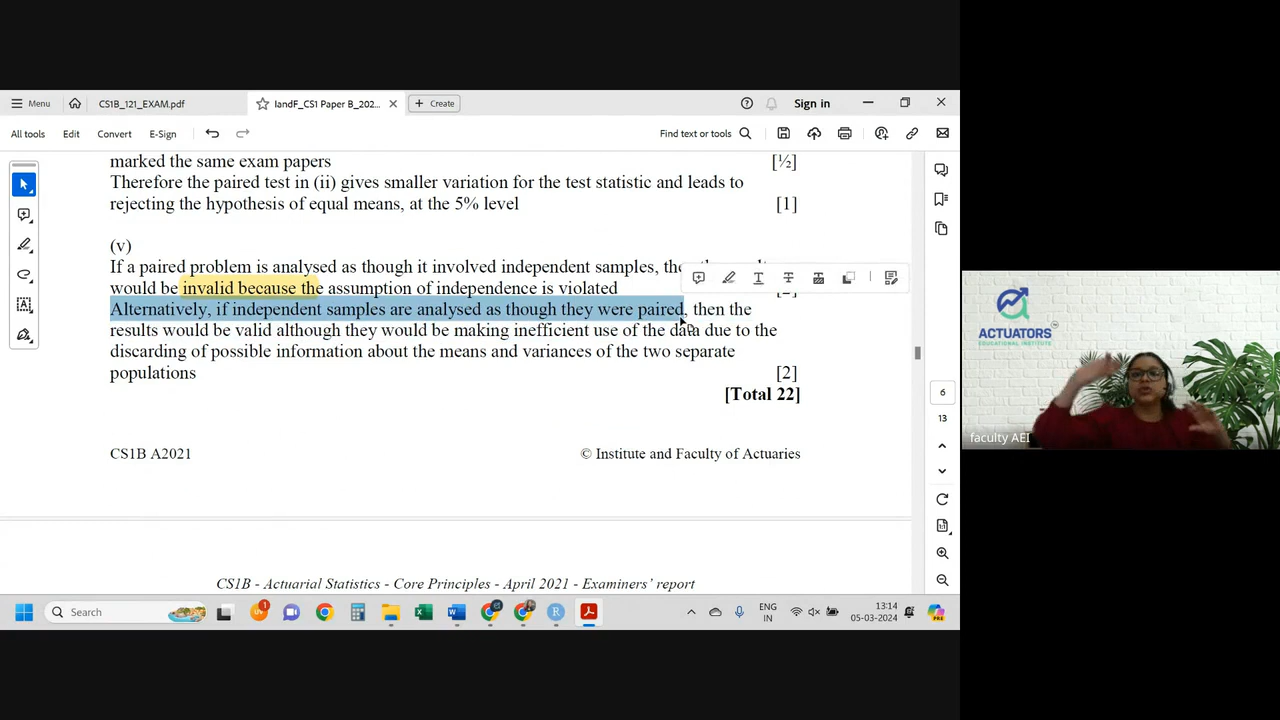 Menu
CS1B_121_EXAM.pdf
IandF_CS1 Paper B_202...
Create
Sign in
All tools
Edit
Convert
E-Sign
Find text or tools
marked the same exam papers [½]
Therefore the paired test in (ii) gives smaller variation for the test statistic and leads to
rejecting the hypothesis of equal means, at the 5% level [1]
(v)
If a paired problem is analysed as though it involved independent samples,
would be invalid because the assumption of independence is violated
Alternatively, if independent samples are analysed as though they were paired, then the
results would be valid although they would be making inefficient use of the data due to the
discarding of possible information about the means and variances of the two separate
populations [2]
[Total 22]
CS1B A2021 © Institute and Faculty of Actuaries
CS1B - Actuarial Statistics - Core Principles - April 2021 - Examiners' report
6
13
Search
ENG
IN
13:14
05-03-2024
ACTUATORS
EDUCATIONAL INSTITUTE
faculty AEI